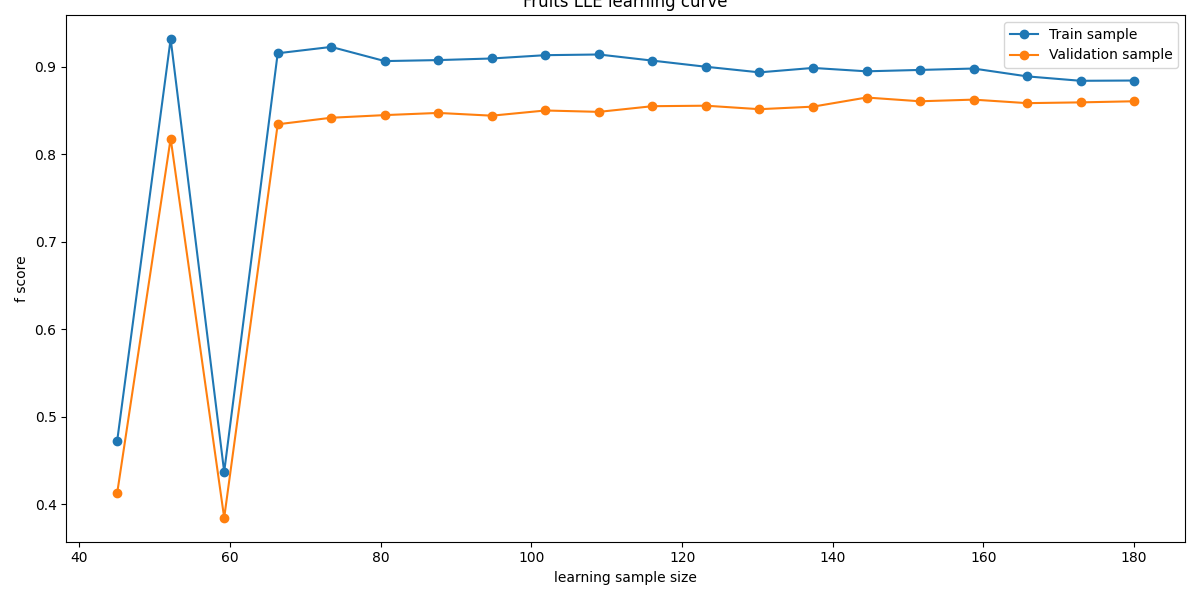 Fruits LLE learning curve
Train sample
Validation sample
0.9
0.8
0.7
0.6
0.5
0.4
f score
40 60 80 100 120 140 160 180
learning sample size